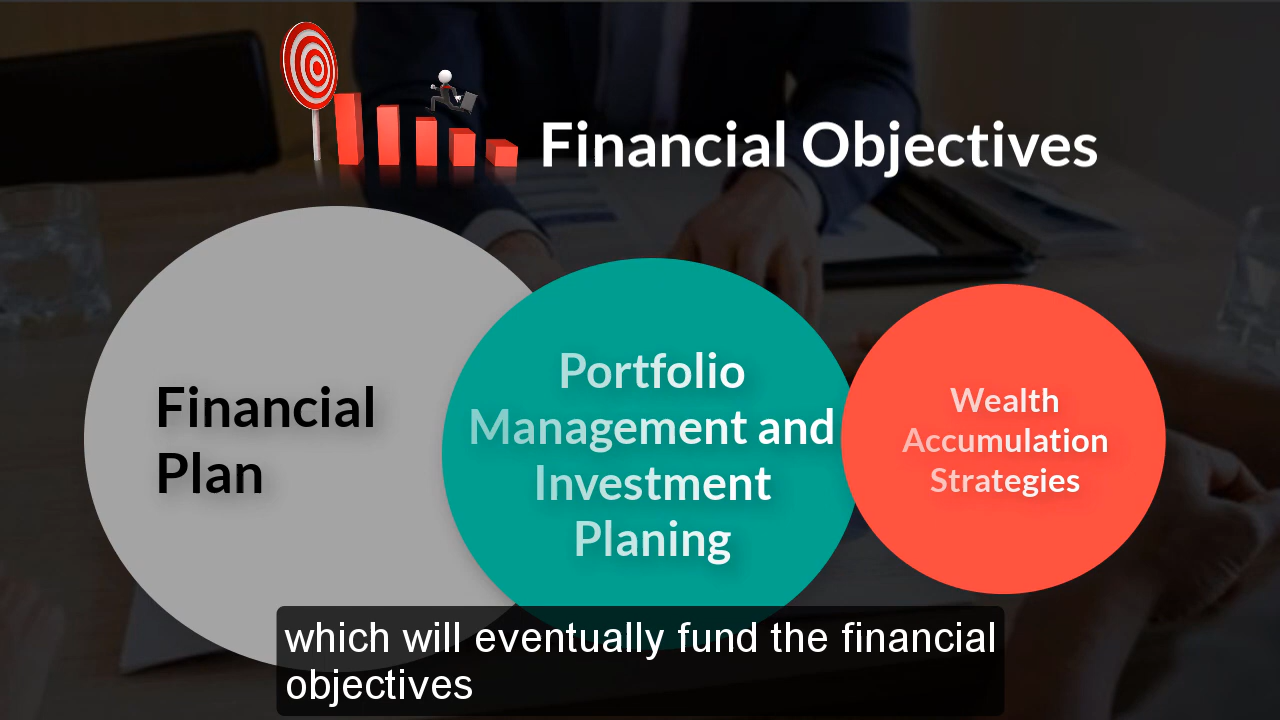 Financial Objectives
Financial
Plan
Portfolio
Management and
Investment
Planing
Wealth
Accumulation
Strategies
which will eventually fund the financial
objectives